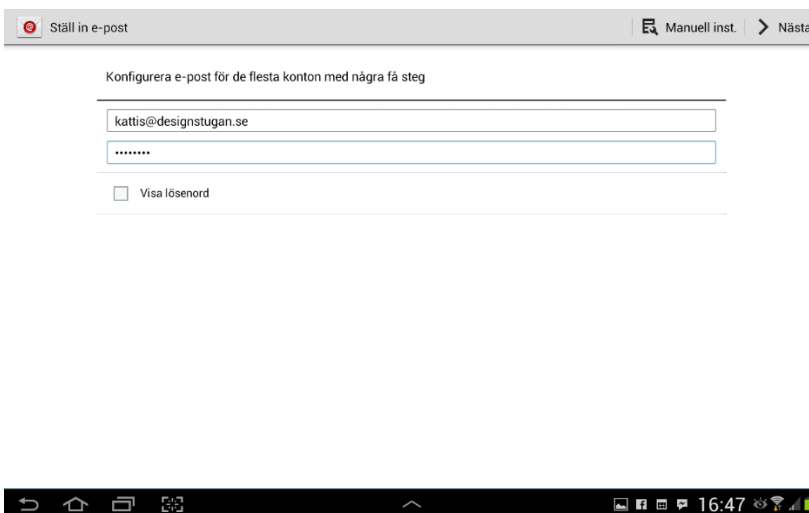 Ställ in e-post
Manuell inst.
Nästa
Konfigurera e-post för de flesta konton med några få steg
kattis@designstugan.se
••••••••
Visa lösenord
16:47